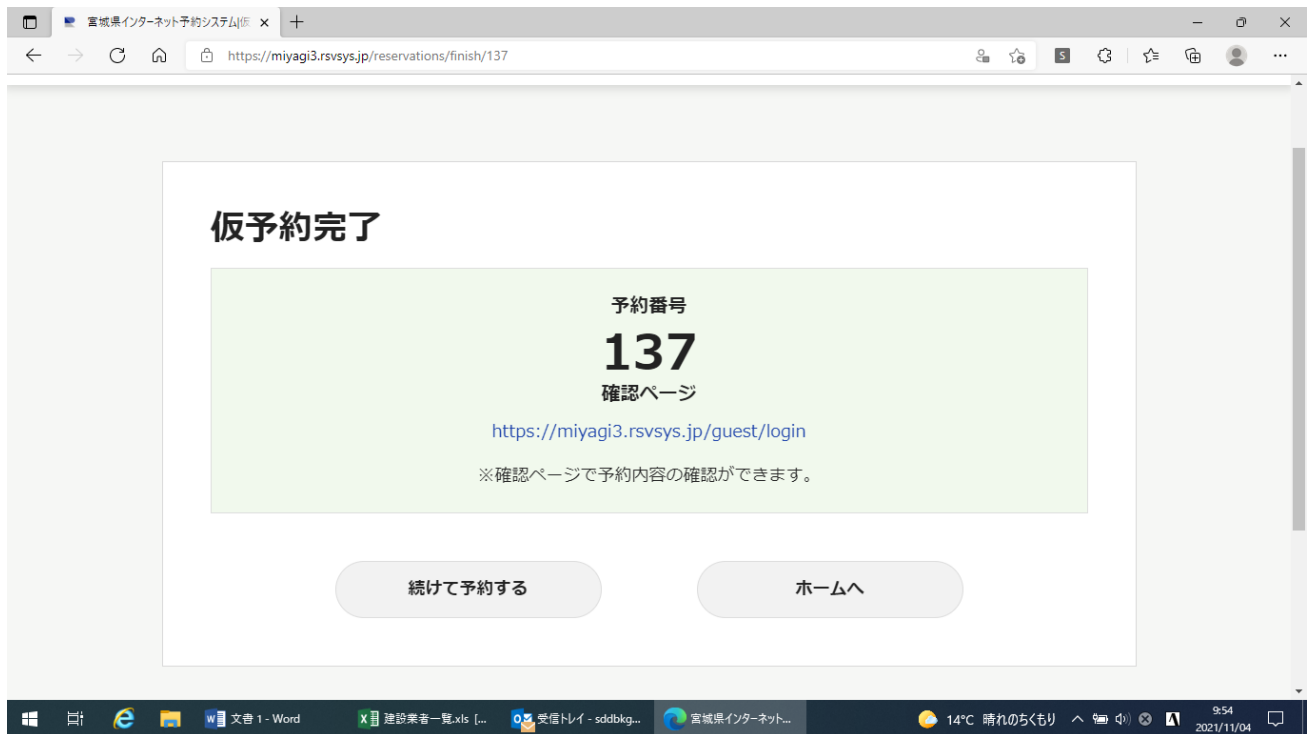 宮城県インターネット予約システム|仮
https://miyagi3.rsvsys.jp/reservations/finish/137
仮予約完了
予約番号
137
確認ページ
https://miyagi3.rsvsys.jp/guest/login
※確認ページで予約内容の確認ができます。
続けて予約する
ホームへ
文書 1 - Word
建設業者一覧.xls [...
受信トレイ - sddbkg...
宮城県インターネット...
14°C 晴れのちくもり
9:54
2021/11/04